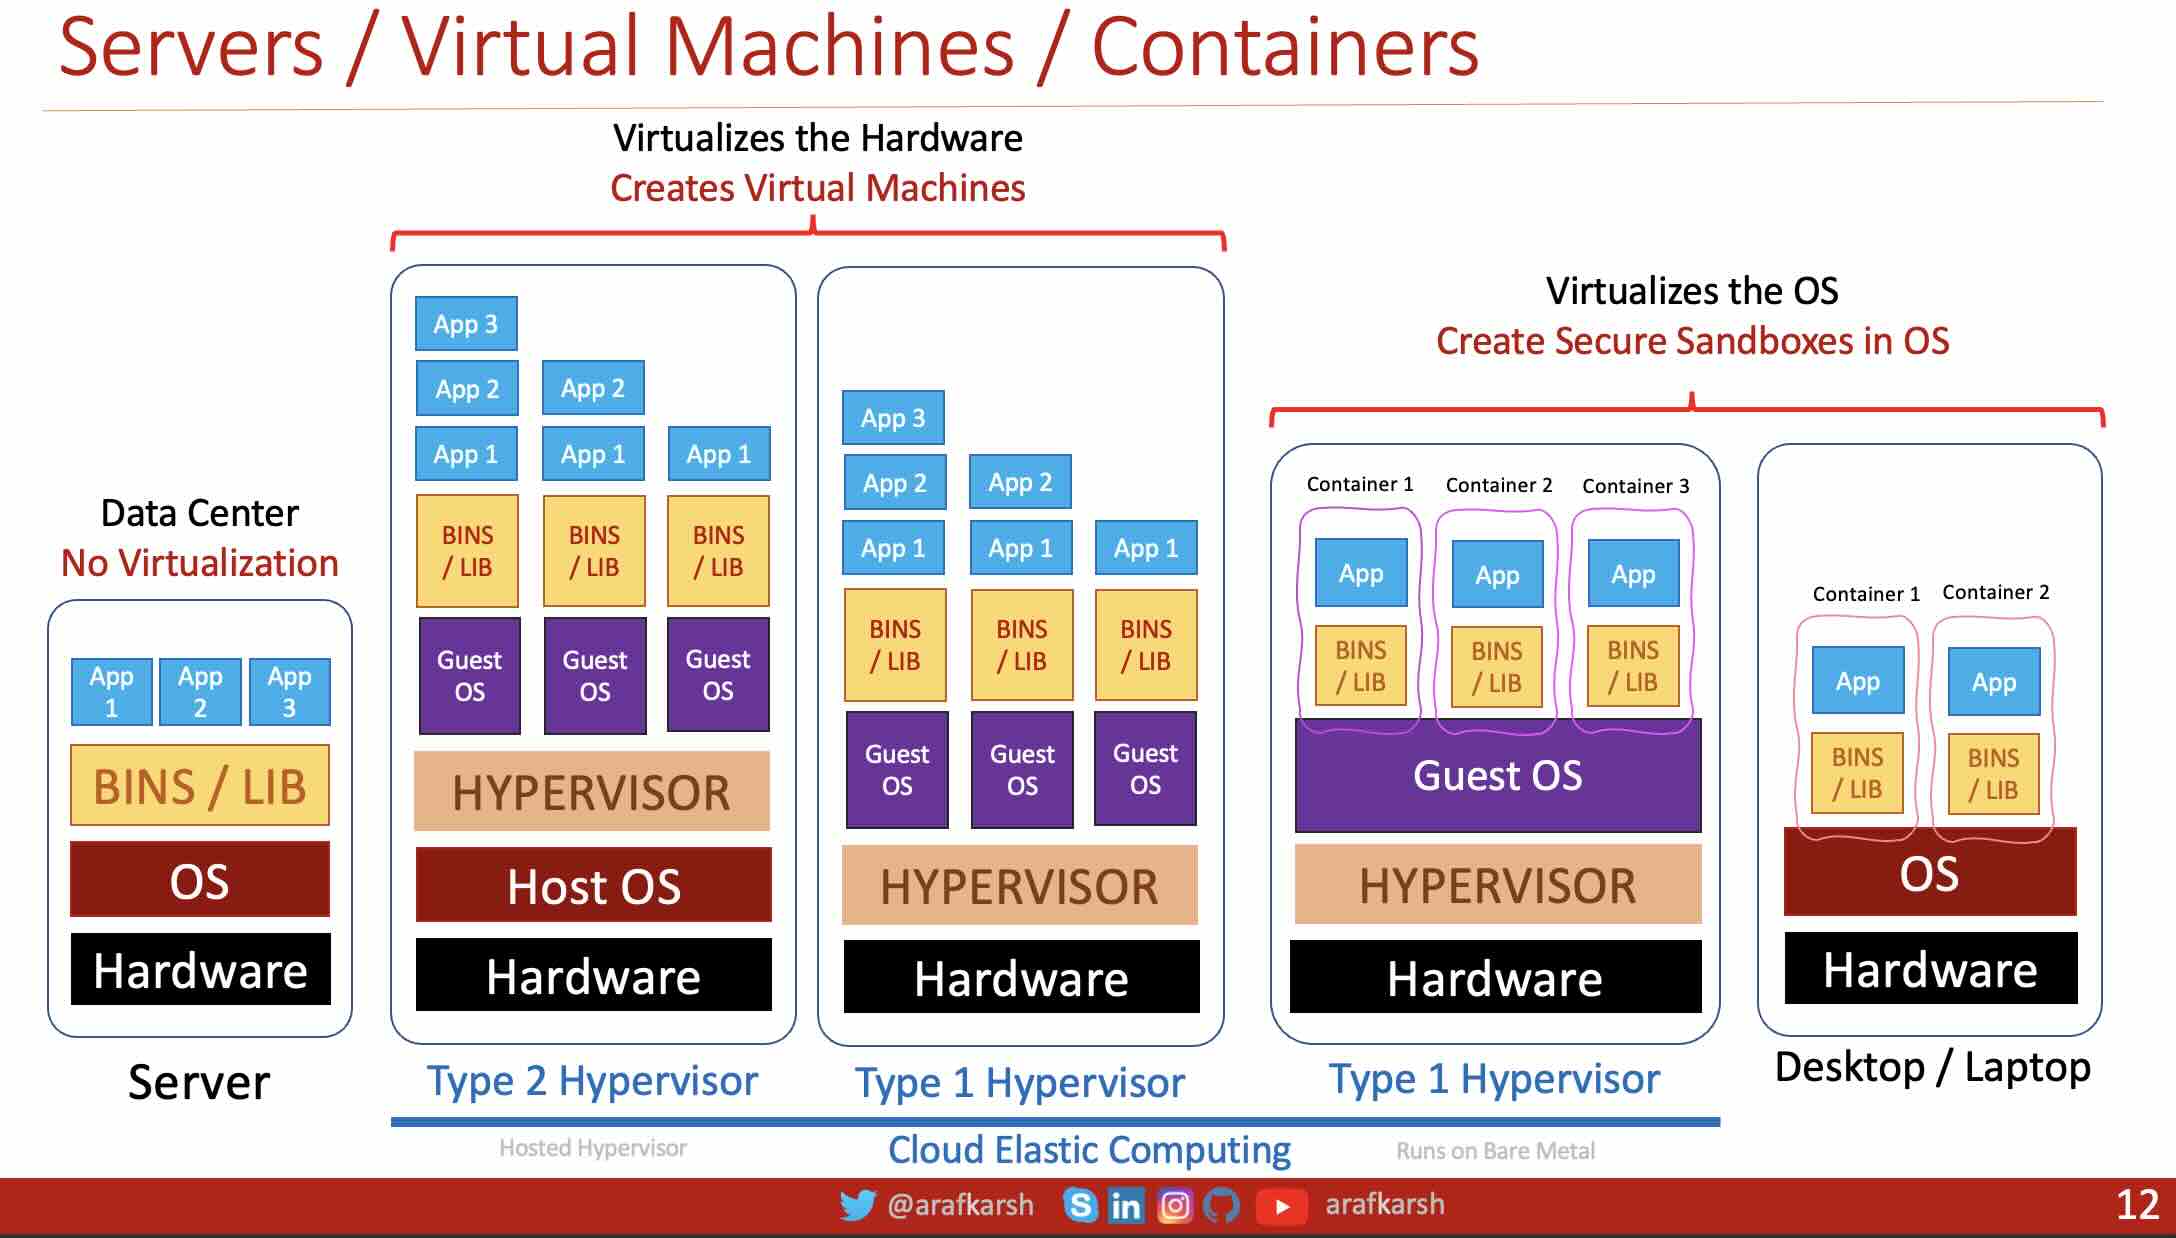 Servers / Virtual Machines / Containers
Virtualizes the Hardware
Creates Virtual Machines
Virtualizes the OS
Create Secure Sandboxes in OS
Data Center
No Virtualization
App
1
App
2
App
3
BINS / LIB
OS
Hardware
Server
App 3
App 2
App 2
App 1
App 1
App 1
BINS
/ LIB
BINS
/ LIB
BINS
/ LIB
Guest
OS
Guest
OS
Guest
OS
HYPERVISOR
Host OS
Hardware
Type 2 Hypervisor
App 3
App 2
App 2
App 1
App 1
App 1
BINS
/ LIB
BINS
/ LIB
BINS
/ LIB
Guest
OS
Guest
OS
Guest
OS
HYPERVISOR
Hardware
Type 1 Hypervisor
Container 1
Container 2
Container 3
App
App
App
BINS
/ LIB
BINS
/ LIB
BINS
/ LIB
Guest OS
HYPERVISOR
Hardware
Type 1 Hypervisor
Container 1
Container 2
App
App
BINS
/ LIB
BINS
/ LIB
OS
Hardware
Desktop / Laptop
Hosted Hypervisor
Cloud Elastic Computing
Runs on Bare Metal
@arafkarsh
S
in
arafkarsh
12